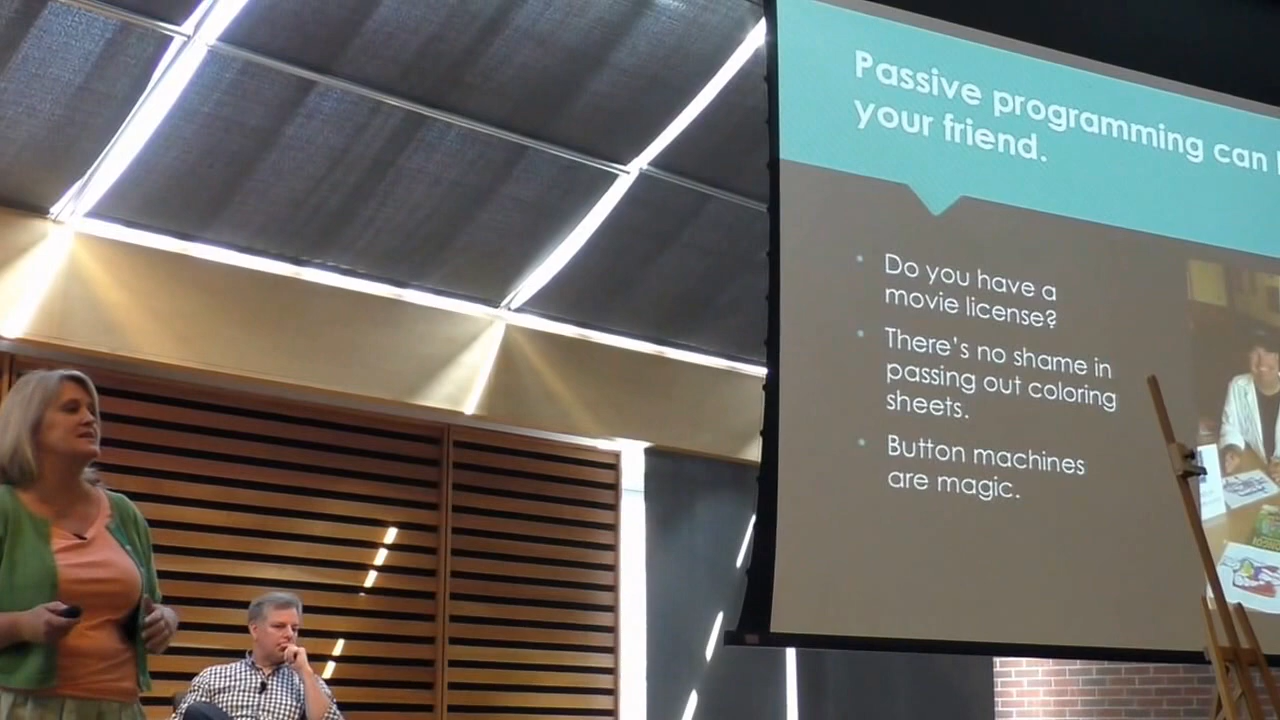 Passive programming can
your friend.
Do you have a
movie license?
There's no shame in
passing out coloring
sheets.
Button machines
are magic.